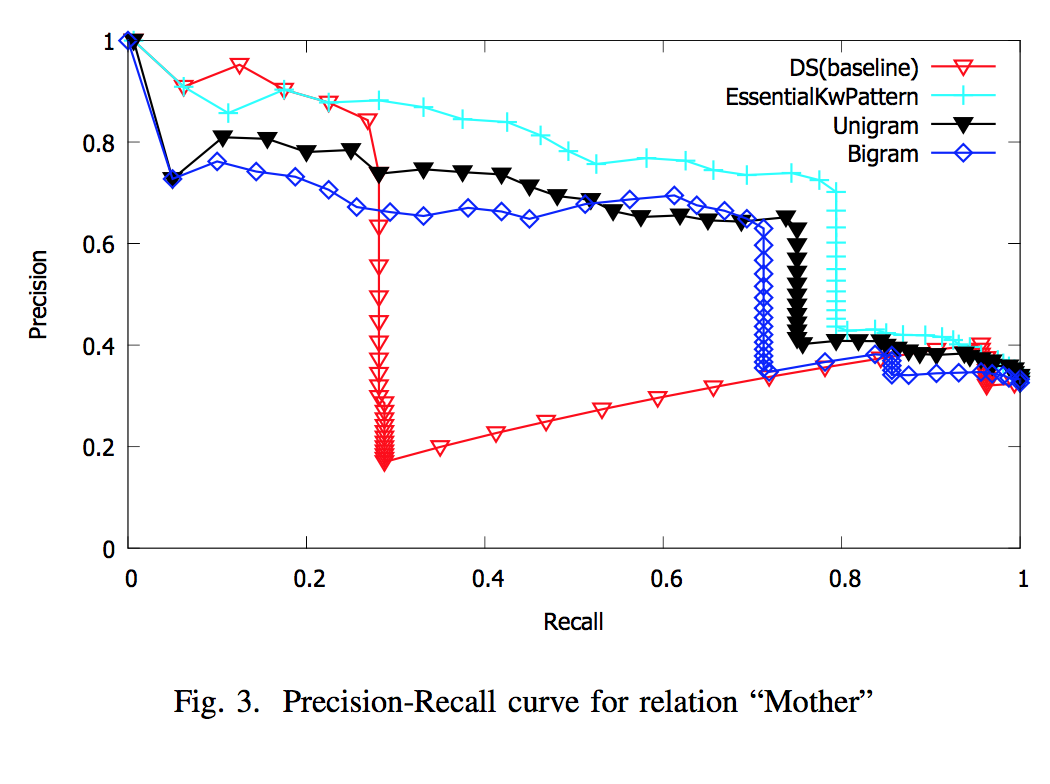 1
0.8
0.6
0.4
0.2
0
Precision
0
0.2
0.4
0.6
0.8
1
Recall
DS(baseline)
EssentialKwPattern
Unigram
Bigram
Fig. 3. Precision-Recall curve for relation “Mother”